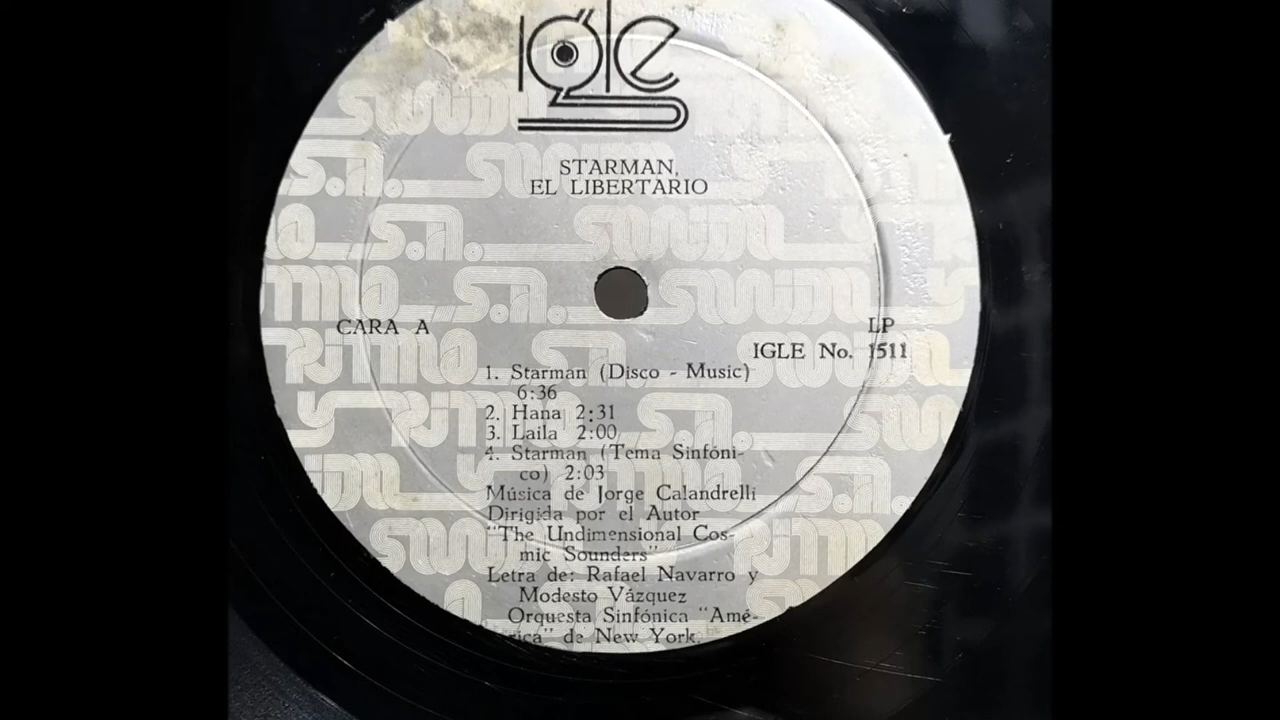 Igle
STARMAN,
EL LIBERTARIO
CARA A
LP
IGLE No. 1511
1. Starman (Disco - Music)
6:36
2. Hana 2:31
3. Laila 2:00
4. Starman (Tema Sinfóni-
co) 2:03
Música de Jorge Calandrelli
Dirigida por el Autor
"The Undimensional Cos-
mic Sounders"
Letra de: Rafael Navarro y
Modesto Vázquez
Orquesta Sinfónica "Amé-
rica" de New York.